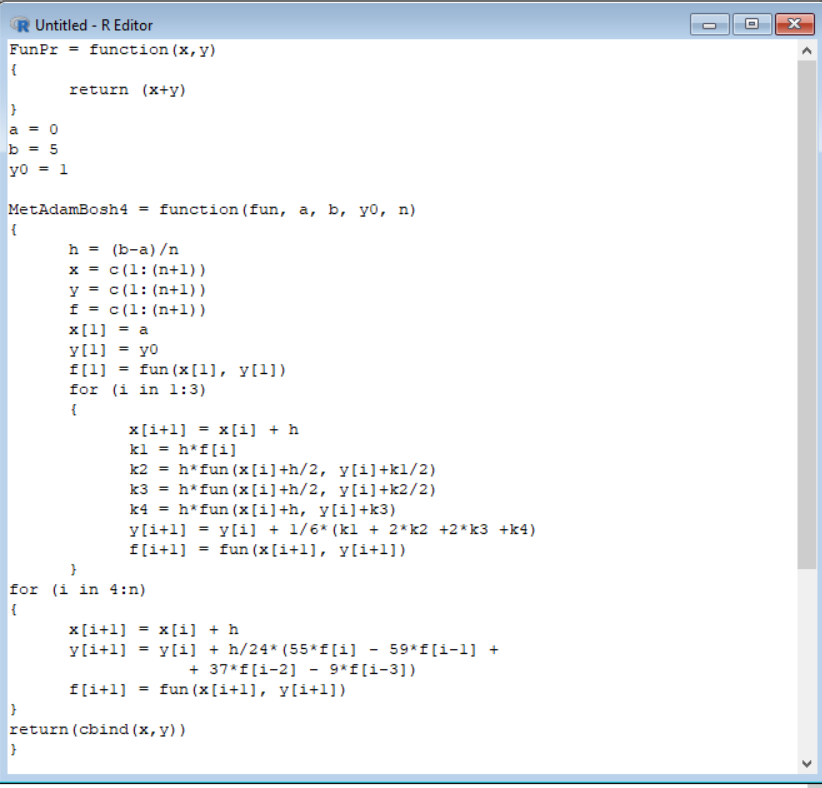 Untitled - R Editor
FunPr = function(x,y)
{
return (x+y)
}
a = 0
b = 5
y0 = 1
MetAdamBosh4 = function(fun, a, b, y0, n)
{
h = (b-a)/n
x = c(1:(n+1))
y = c(1:(n+1))
f = c(1:(n+1))
x[1] = a
y[1] = y0
f[1] = fun(x[1], y[1])
for (i in 1:3)
{
x[i+1] = x[i] + h
k1 = h*f[i]
k2 = h*fun(x[i]+h/2, y[i]+k1/2)
k3 = h*fun(x[i]+h/2, y[i]+k2/2)
k4 = h*fun(x[i]+h, y[i]+k3)
y[i+1] = y[i] + 1/6*(k1 + 2*k2 +2*k3 +k4)
f[i+1] = fun(x[i+1], y[i+1])
}
for (i in 4:n)
{
x[i+1] = x[i] + h
y[i+1] = y[i] + h/24*(55*f[i] - 59*f[i-1] +
+ 37*f[i-2] - 9*f[i-3])
f[i+1] = fun(x[i+1], y[i+1])
}
return(cbind(x,y))
}